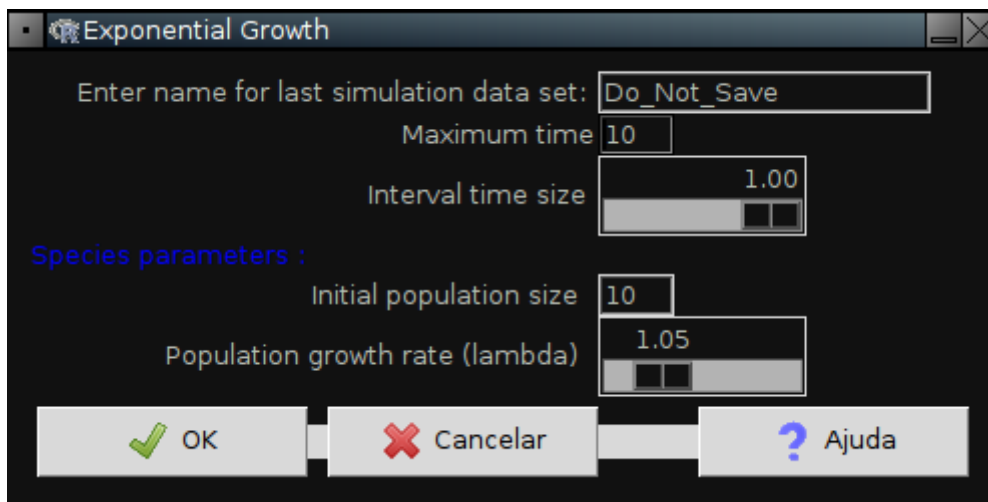 Exponential Growth
Enter name for last simulation data set: Do_Not_Save
Maximum time 10
Interval time size 1.00
Species parameters :
Initial population size 10
Population growth rate (lambda) 1.05
OK Cancelar Ajuda